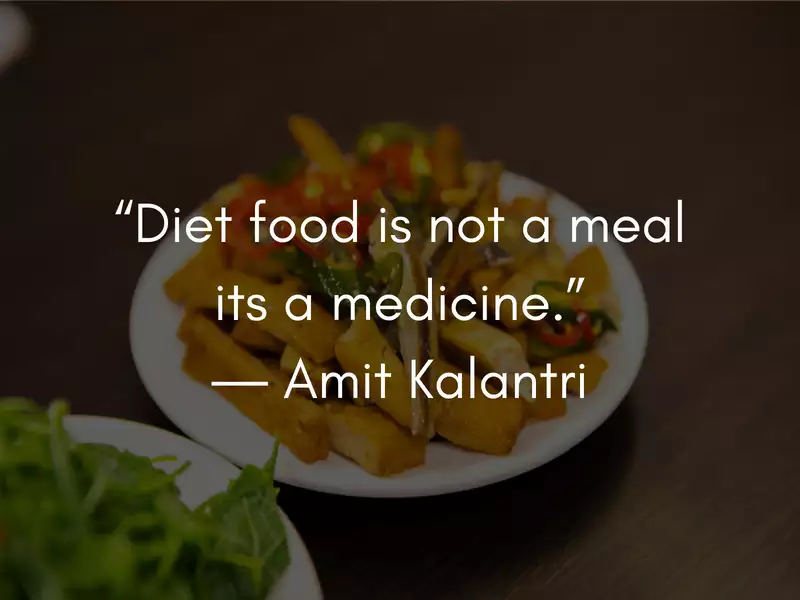 “Diet food is not a meal
its a medicine.”
— Amit Kalantri